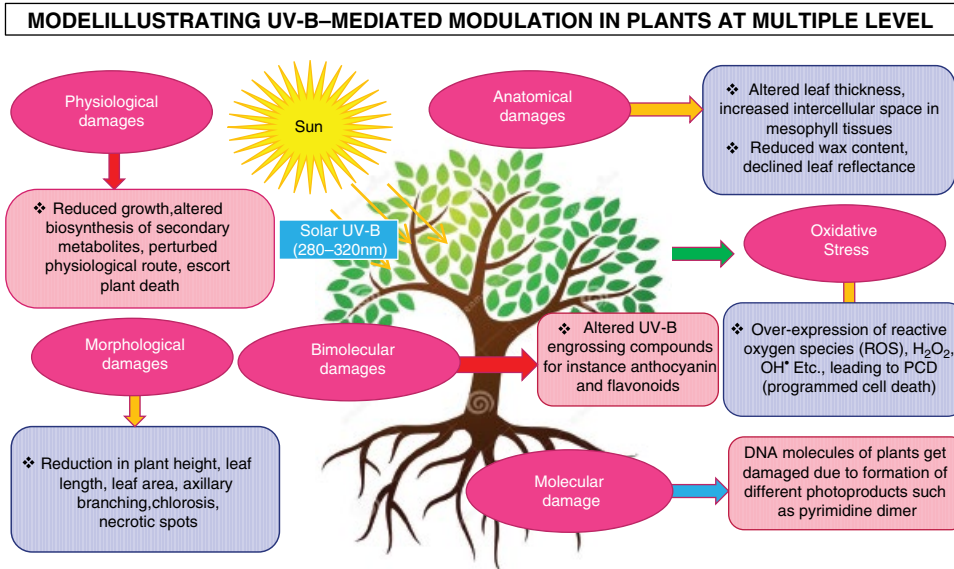 MODELILLUSTRATING UV-B–MEDIATED MODULATION IN PLANTS AT MULTIPLE LEVEL
Physiological
damages
Sun
Anatomical
damages
❖ Altered leaf thickness,
increased intercellular space in
mesophyll tissues
❖ Reduced wax content,
declined leaf reflectance
❖ Reduced growth,altered
biosynthesis of secondary
metabolites, perturbed
physiological route, escort
plant death
Solar UV-B
(280–320nm)
Oxidative
Stress
Morphological
damages
Bimolecular
damages
❖ Altered UV-B
engrossing compounds
for instance anthocyanin
and flavonoids
❖ Over-expression of reactive
oxygen species (ROS), H₂O₂,
OH• Etc., leading to PCD
(programmed cell death)
❖ Reduction in plant height, leaf
length, leaf area, axillary
branching,chlorosis,
necrotic spots
Molecular
damage
DNA molecules of plants get
damaged due to formation of
different photoproducts such
as pyrimidine dimer